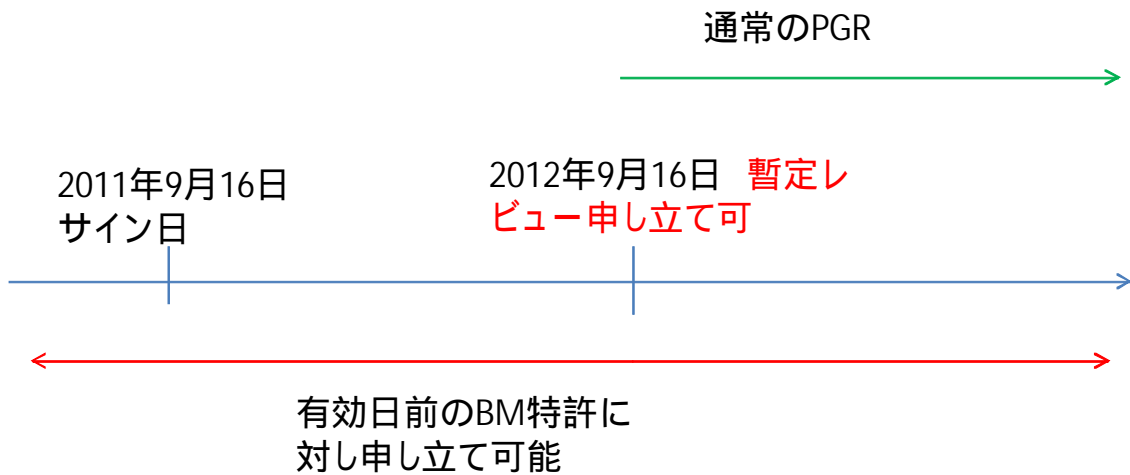 通常のPGR
2011年9月16日
サイン日
2012年9月16日 暫定レ
ビュー申し立て可
有効日前のBM特許に
対し申し立て可能